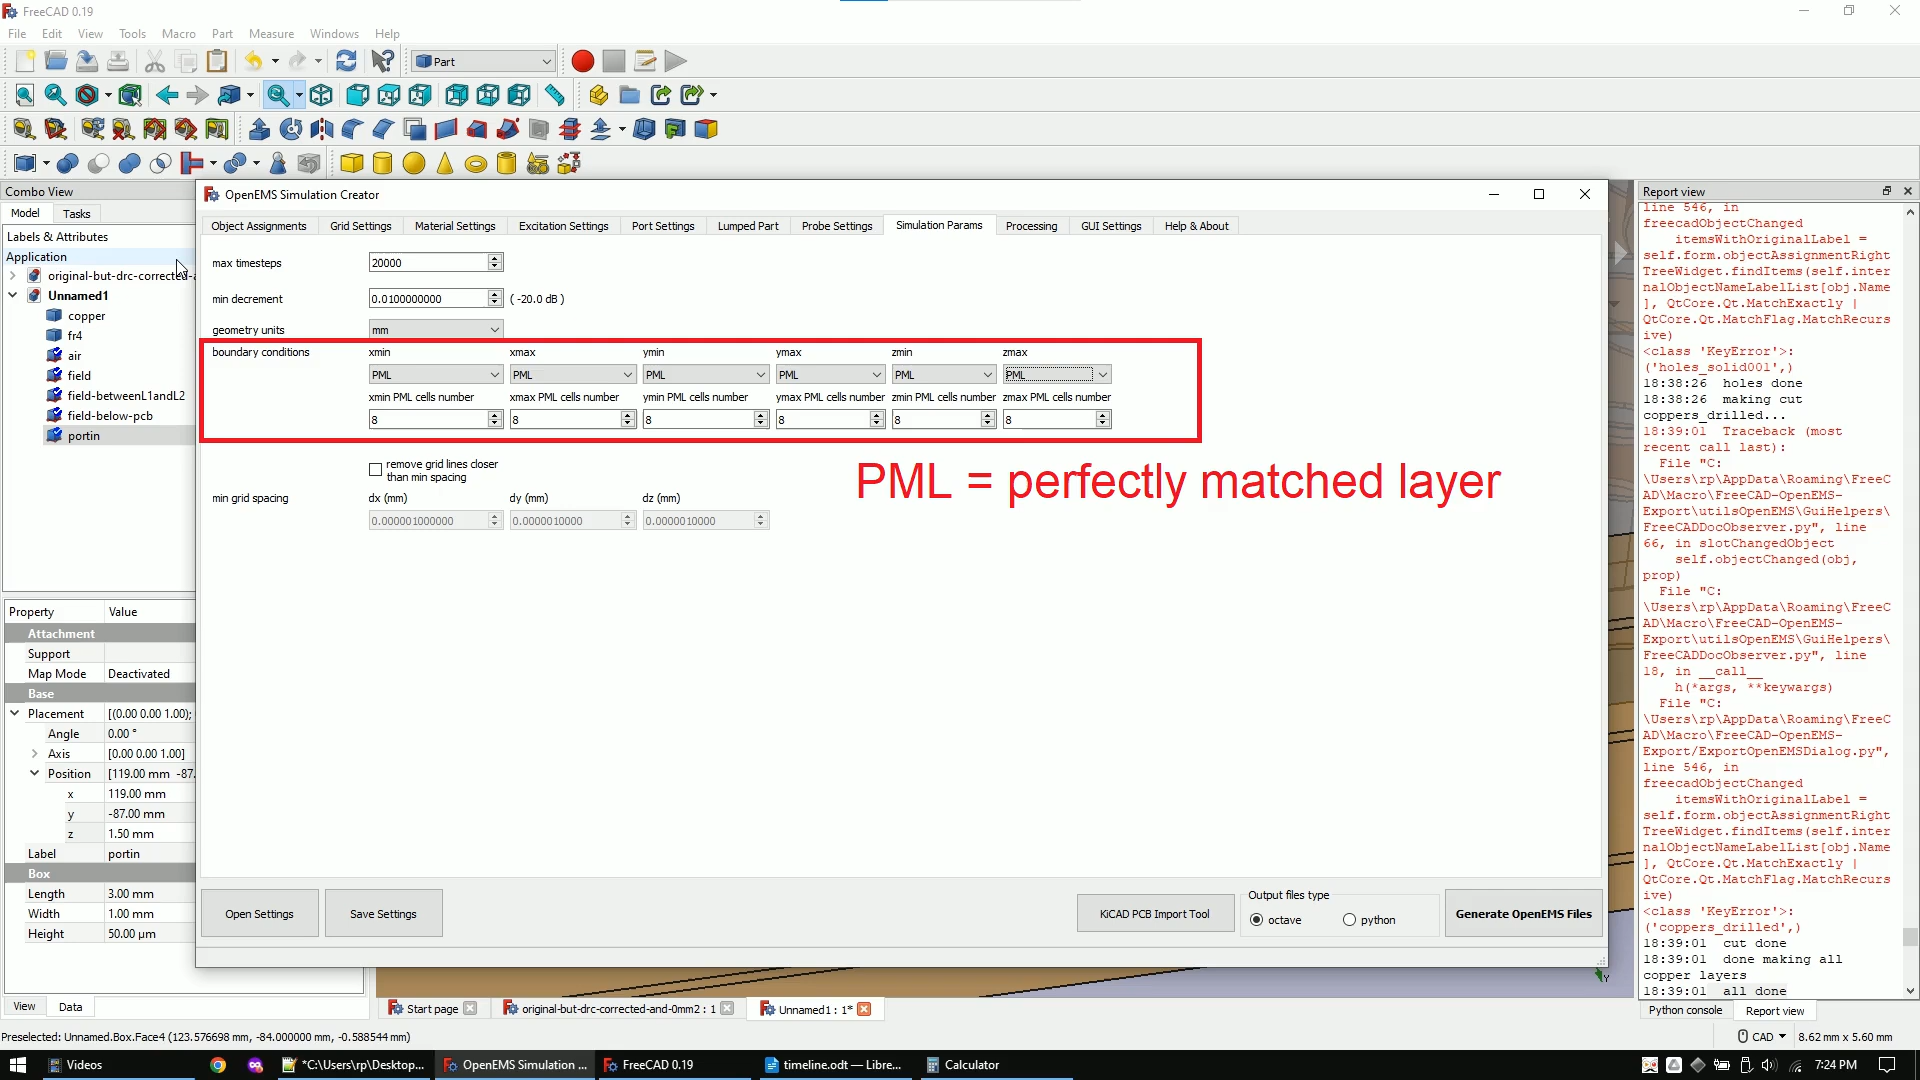 FreeCAD 0.19
File Edit View Tools Macro Part Measure Windows Help
Part
Combo View
Model Tasks
Labels & Attributes
Application
original-but-drc-corrected-a
Unnamed1
copper
fr4
air
field
field-betweenL1andL2
field-below-pcb
portin
Property Value
Attachment
Support
Map Mode Deactivated
Base
Placement [(0.00 0.00 1.00);
Angle 0.00 °
Axis [0.00 0.00 1.00]
Position [119.00 mm -87.
x 119.00 mm
y -87.00 mm
z 1.50 mm
Label portin
Box
Length 3.00 mm
Width 1.00 mm
Height 50.00 µm
View Data
OpenEMS Simulation Creator
Object Assignments Grid Settings Material Settings Excitation Settings Port Settings Lumped Part Probe Settings Simulation Params Processing GUI Settings Help & About
max timesteps 20000
min decrement 0.0100000000 ( -20.0 dB )
geometry units mm
boundary conditions xmin xmax ymin ymax zmin zmax
PML PML PML PML PML PML
xmin PML cells number xmax PML cells number ymin PML cells number ymax PML cells number zmin PML cells number zmax PML cells number
8 8 8 8 8 8
remove grid lines closer
than min spacing
PML = perfectly matched layer
min grid spacing dx (mm) dy (mm) dz (mm)
0.000001000000 0.0000010000 0.0000010000
Open Settings Save Settings KiCAD PCB Import Tool
Output files type
octave python
Generate OpenEMS Files
Report view
line 546, in
freecadObjectChanged
itemsWithOriginalLabel =
self.form.objectAssignmentRight
TreeWidget.findItems(self.inter
nalObjectNameLabelList[obj.Name
], QtCore.Qt.MatchExactly |
QtCore.Qt.MatchFlag.MatchRecurs
ive)
<class 'KeyError'>:
('holes_solid001',)
18:38:26 holes done
18:38:26 making cut
coppers_drilled...
18:39:01 Traceback (most
recent call last):
File "C:
\Users\rp\AppData\Roaming\FreeC
AD\Macro\FreeCAD-OpenEMS-
Export\utilsOpenEMS\GuiHelpers\
FreeCADDocObserver.py", line
66, in slotChangedObject
self.objectChanged(obj,
prop)
File "C:
\Users\rp\AppData\Roaming\FreeC
AD\Macro\FreeCAD-OpenEMS-
Export\utilsOpenEMS\GuiHelpers\
FreeCADDocObserver.py", line
18, in __call__
h(*args, **keywargs)
File "C:
\Users\rp\AppData\Roaming\FreeC
AD\Macro\FreeCAD-OpenEMS-
Export/ExportOpenEMSDialog.py",
line 546, in
freecadObjectChanged
itemsWithOriginalLabel =
self.form.objectAssignmentRight
TreeWidget.findItems(self.inter
nalObjectNameLabelList[obj.Name
], QtCore.Qt.MatchExactly |
QtCore.Qt.MatchFlag.MatchRecurs
ive)
<class 'KeyError'>:
('coppers_drilled',)
18:39:01 cut done
18:39:01 done making all
copper layers
18:39:01 all done
Python console Report view
Y
Start page original-but-drc-corrected-and-0mm2 : 1 Unnamed1 : 1*
Preselected: Unnamed.Box.Face4 (123.576698 mm, -84.000000 mm, -0.588544 mm)
CAD 8.62 mm x 5.60 mm
Videos *C:\Users\rp\Desktop... OpenEMS Simulation ... FreeCAD 0.19 timeline.odt — Libre... Calculator 7:24 PM